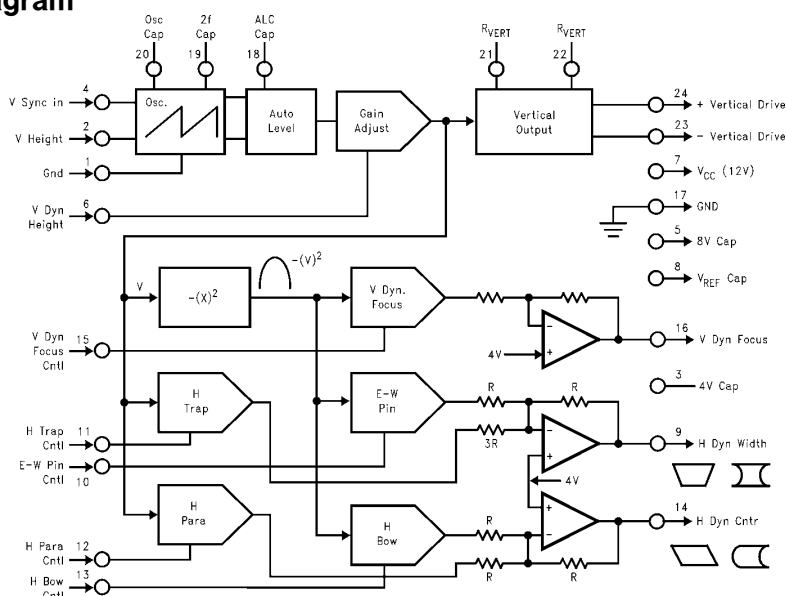 agram
Osc
Cap
2f
Cap
ALC
Cap
RVERT
RVERT
20
19
18
21
22
4
V Sync in
Osc.
Auto
Level
Gain
Adjust
Vertical
Output
24
+ Vertical Drive
2
V Height
23
- Vertical Drive
1
Gnd
7
VCC (12V)
6
V Dyn
Height
17
GND
5
8V Cap
8
VREF Cap
V
-(X)²
-(V)²
V Dyn.
Focus
-
+
4V
16
V Dyn Focus
V Dyn
Focus
Cntl
15
3
4V Cap
H
Trap
E-W
Pin
R
R
3R
-
+
9
H Dyn Width
H Trap
Cntl
11
E-W Pin
Cntl
10
4V
H
Para
H
Bow
R
R
R
+
-
14
H Dyn Cntr
H Para
Cntl
12
H Bow
Cntl
13